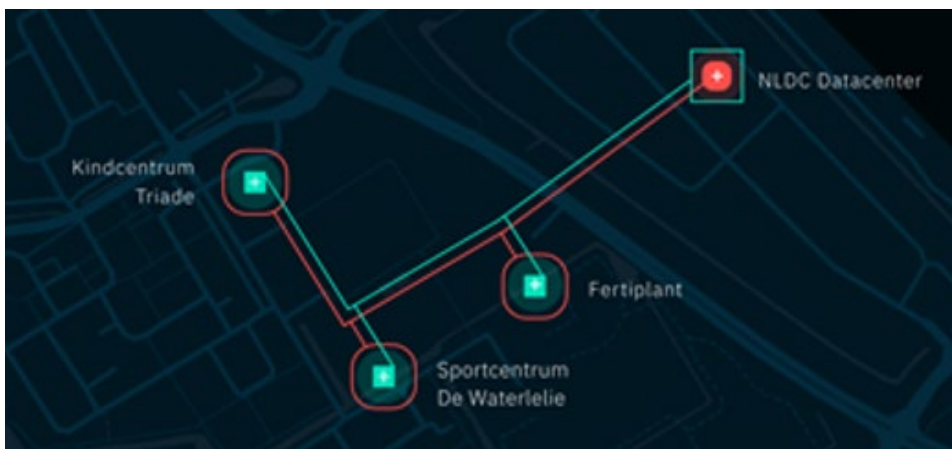 NLDC Datacenter
Kindcentrum
Triade
Fertiplant
Sportcentrum
De Waterlelie